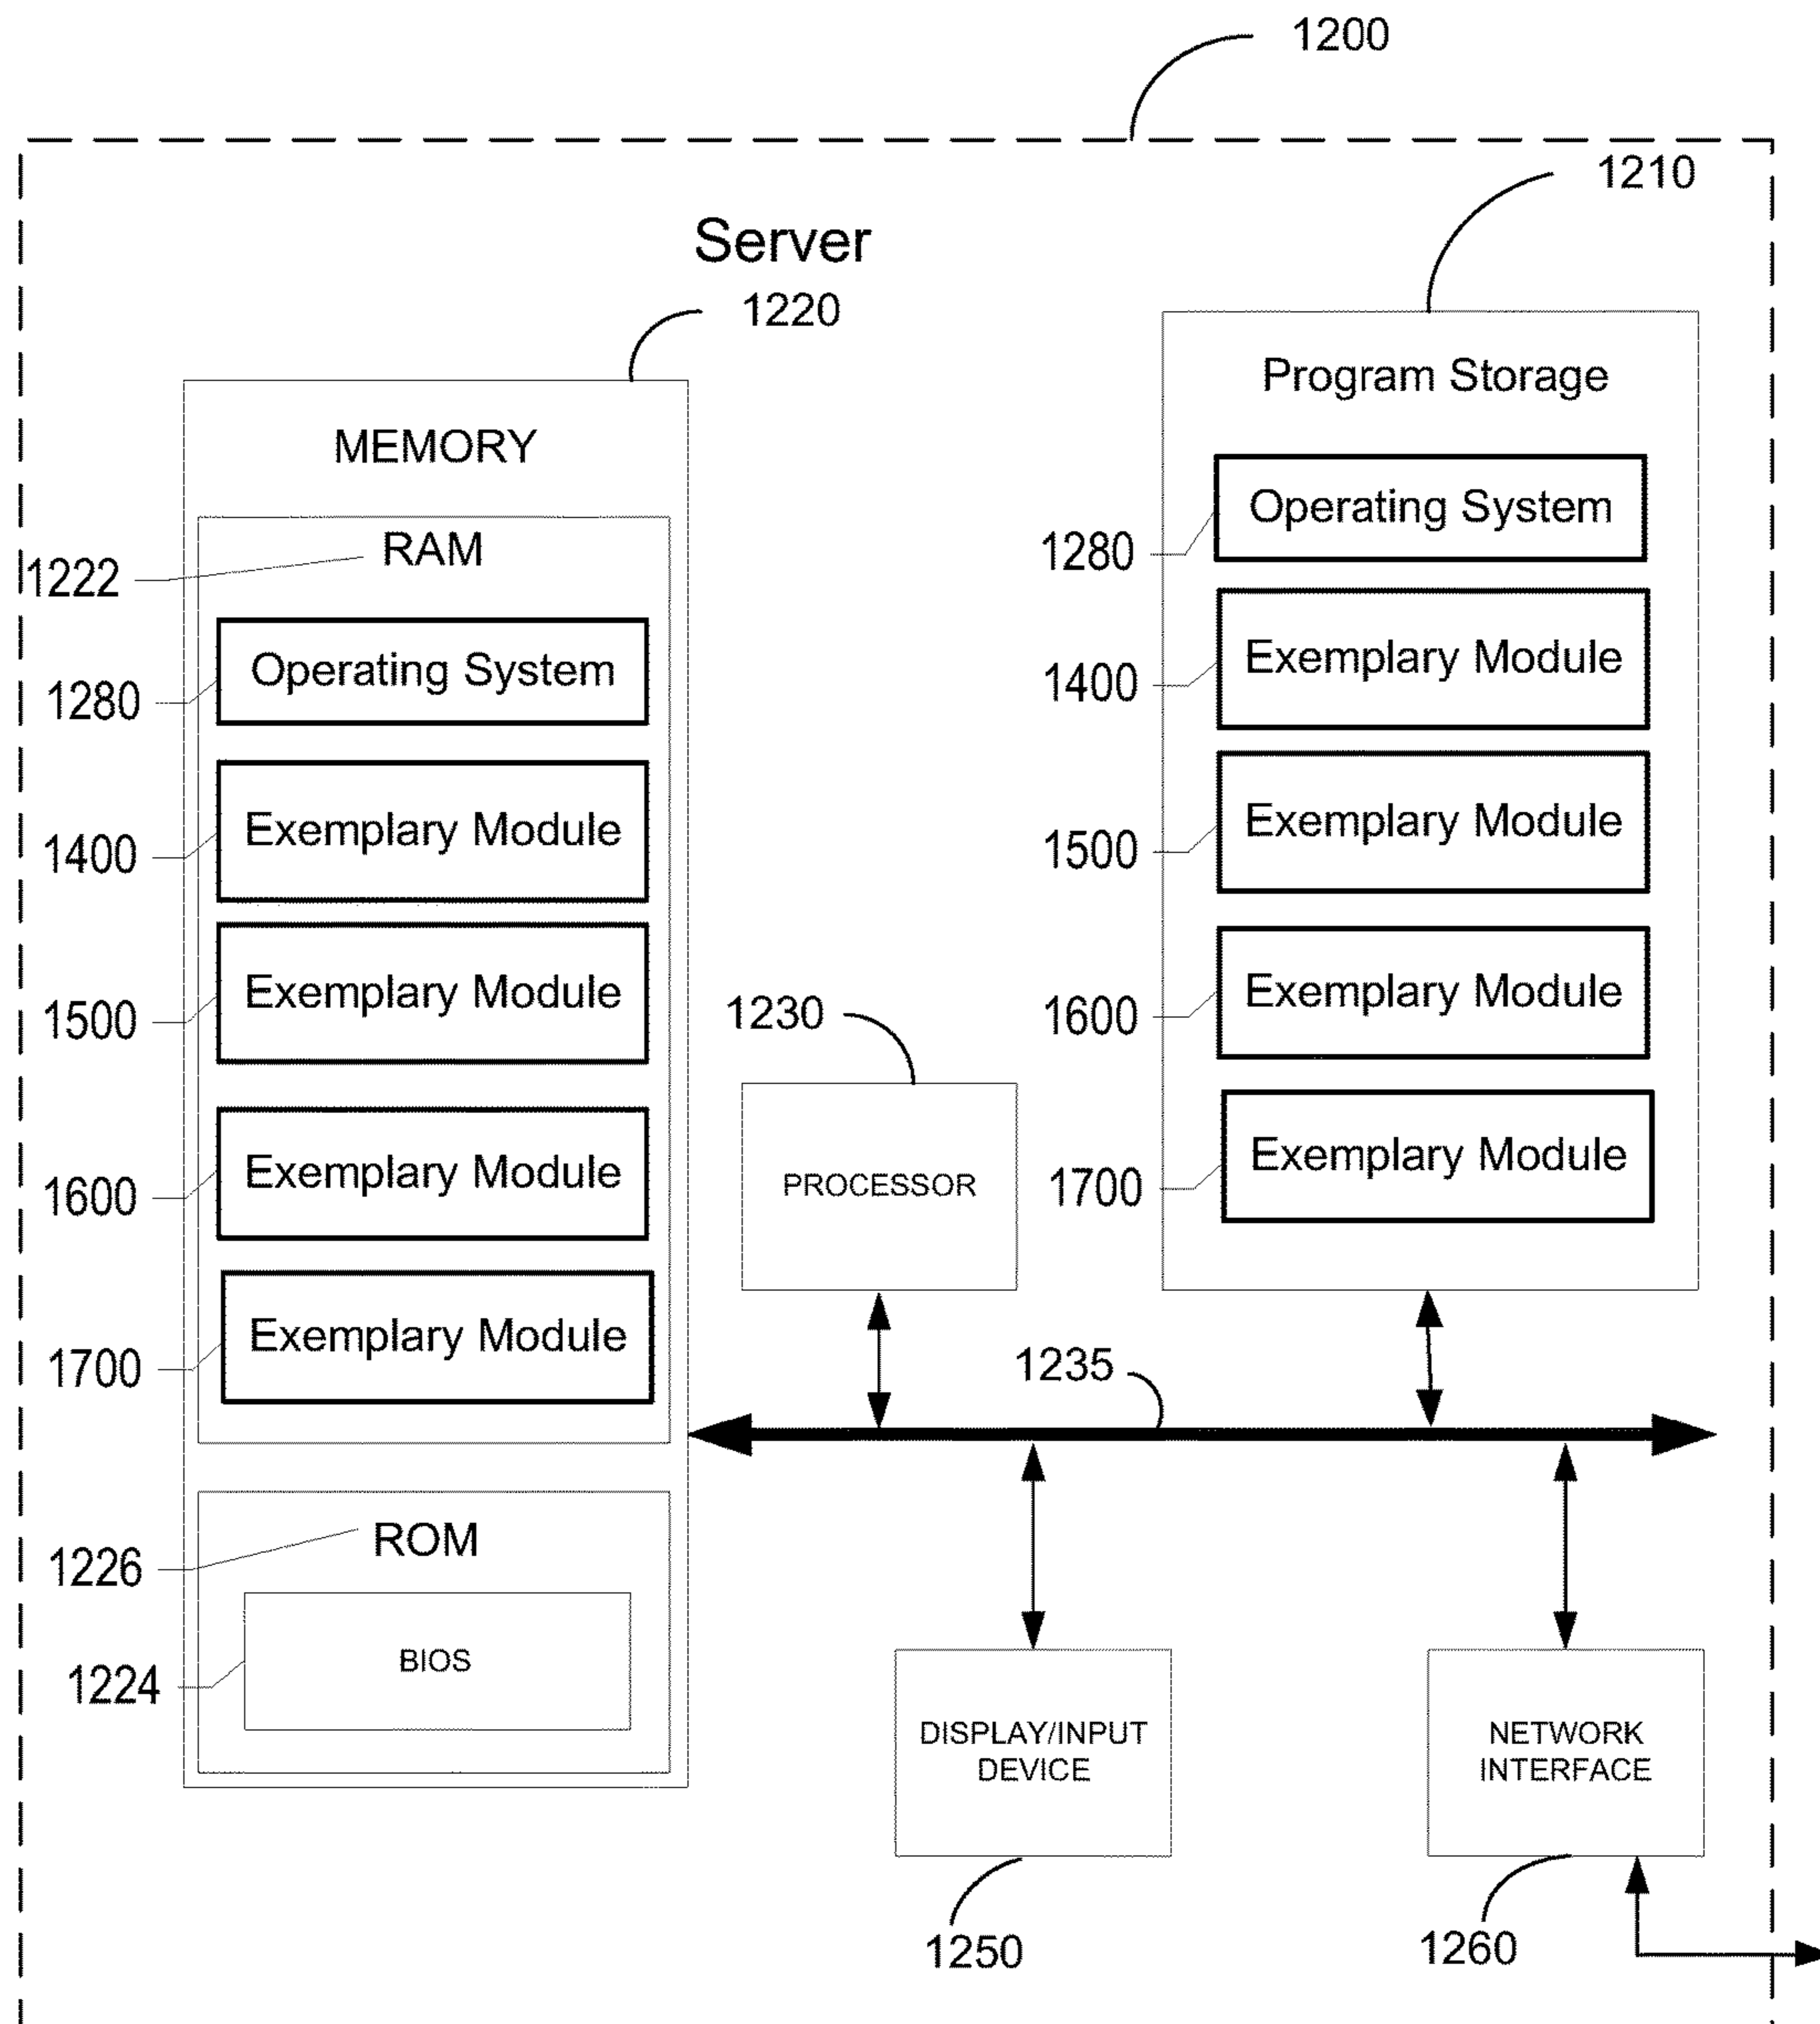 1200
1210
Server
1220
Program Storage
MEMORY
Operating System
1280
RAM
1222
Exemplary Module
1400
Operating System
1280
Exemplary Module
1500
Exemplary Module
1400
Exemplary Module
1600
Exemplary Module
1500
1230
Exemplary Module
1700
PROCESSOR
Exemplary Module
1600
Exemplary Module
1700
1235
ROM
1226
BIOS
1224
DISPLAY/INPUT
DEVICE
NETWORK
INTERFACE
1250
1260